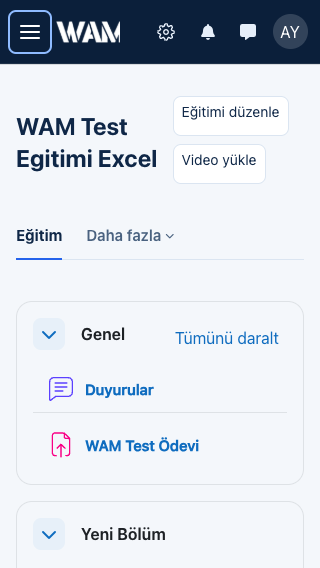 WAM
AY
WAM Test
Egitimi Excel
Eğitimi düzenle
Video yükle
Eğitim
Daha fazla
Genel
Tümünü daralt
Duyurular
WAM Test Ödevi
Yeni Bölüm